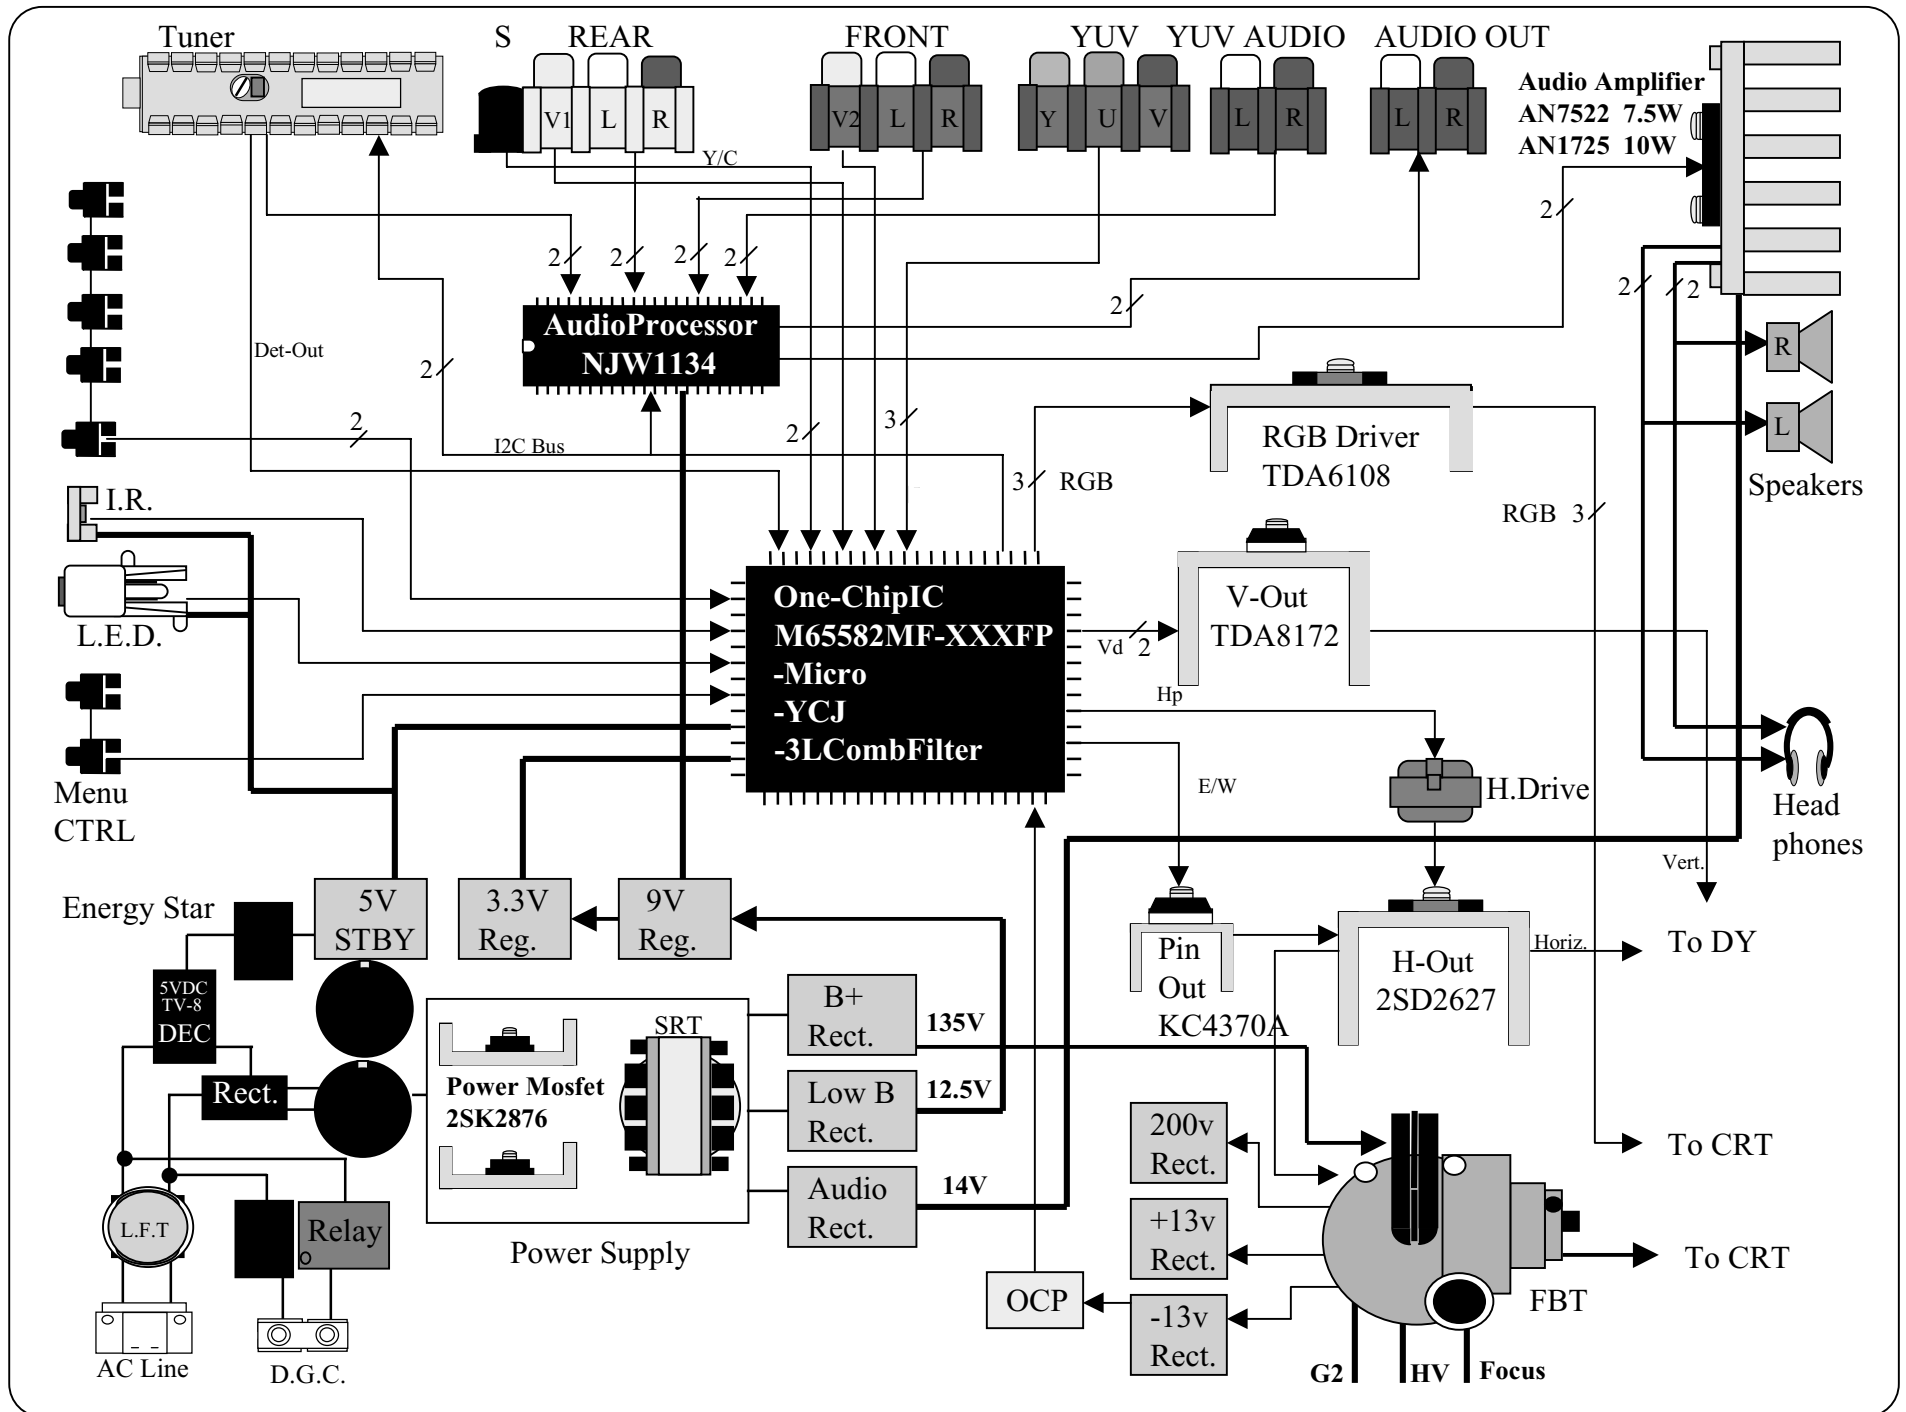 Tuner
S
REAR
FRONT
YUV
YUV AUDIO
AUDIO OUT
V1
L
R
V2
L
R
Y
U
V
L
R
L
R
Audio Amplifier
AN7522 7.5W
AN1725 10W
Y/C
2
2
2
2
2
2
2
2
AudioProcessor
NJW1134
Det-Out
2
2
I2C Bus
2
3
R
L
Speakers
RGB Driver
TDA6108
3
RGB
RGB 3
I.R.
L.E.D.
One-ChipIC
M65582MF-XXXFP
-Micro
-YCJ
-3LCombFilter
V-Out
TDA8172
Vd
2
Hp
E/W
H.Drive
Menu
CTRL
Head
phones
Vert.
Energy Star
5V
STBY
3.3V
Reg.
9V
Reg.
Pin
Out
KC4370A
H-Out
2SD2627
Horiz.
To DY
5VDC
TV-8
DEC
Rect.
SRT
Power Mosfet
2SK2876
B+
Rect.
135V
Low B
Rect.
12.5V
Audio
Rect.
14V
Power Supply
200v
Rect.
+13v
Rect.
-13v
Rect.
OCP
To CRT
To CRT
FBT
L.F.T
Relay
AC Line
D.G.C.
G2
HV
Focus